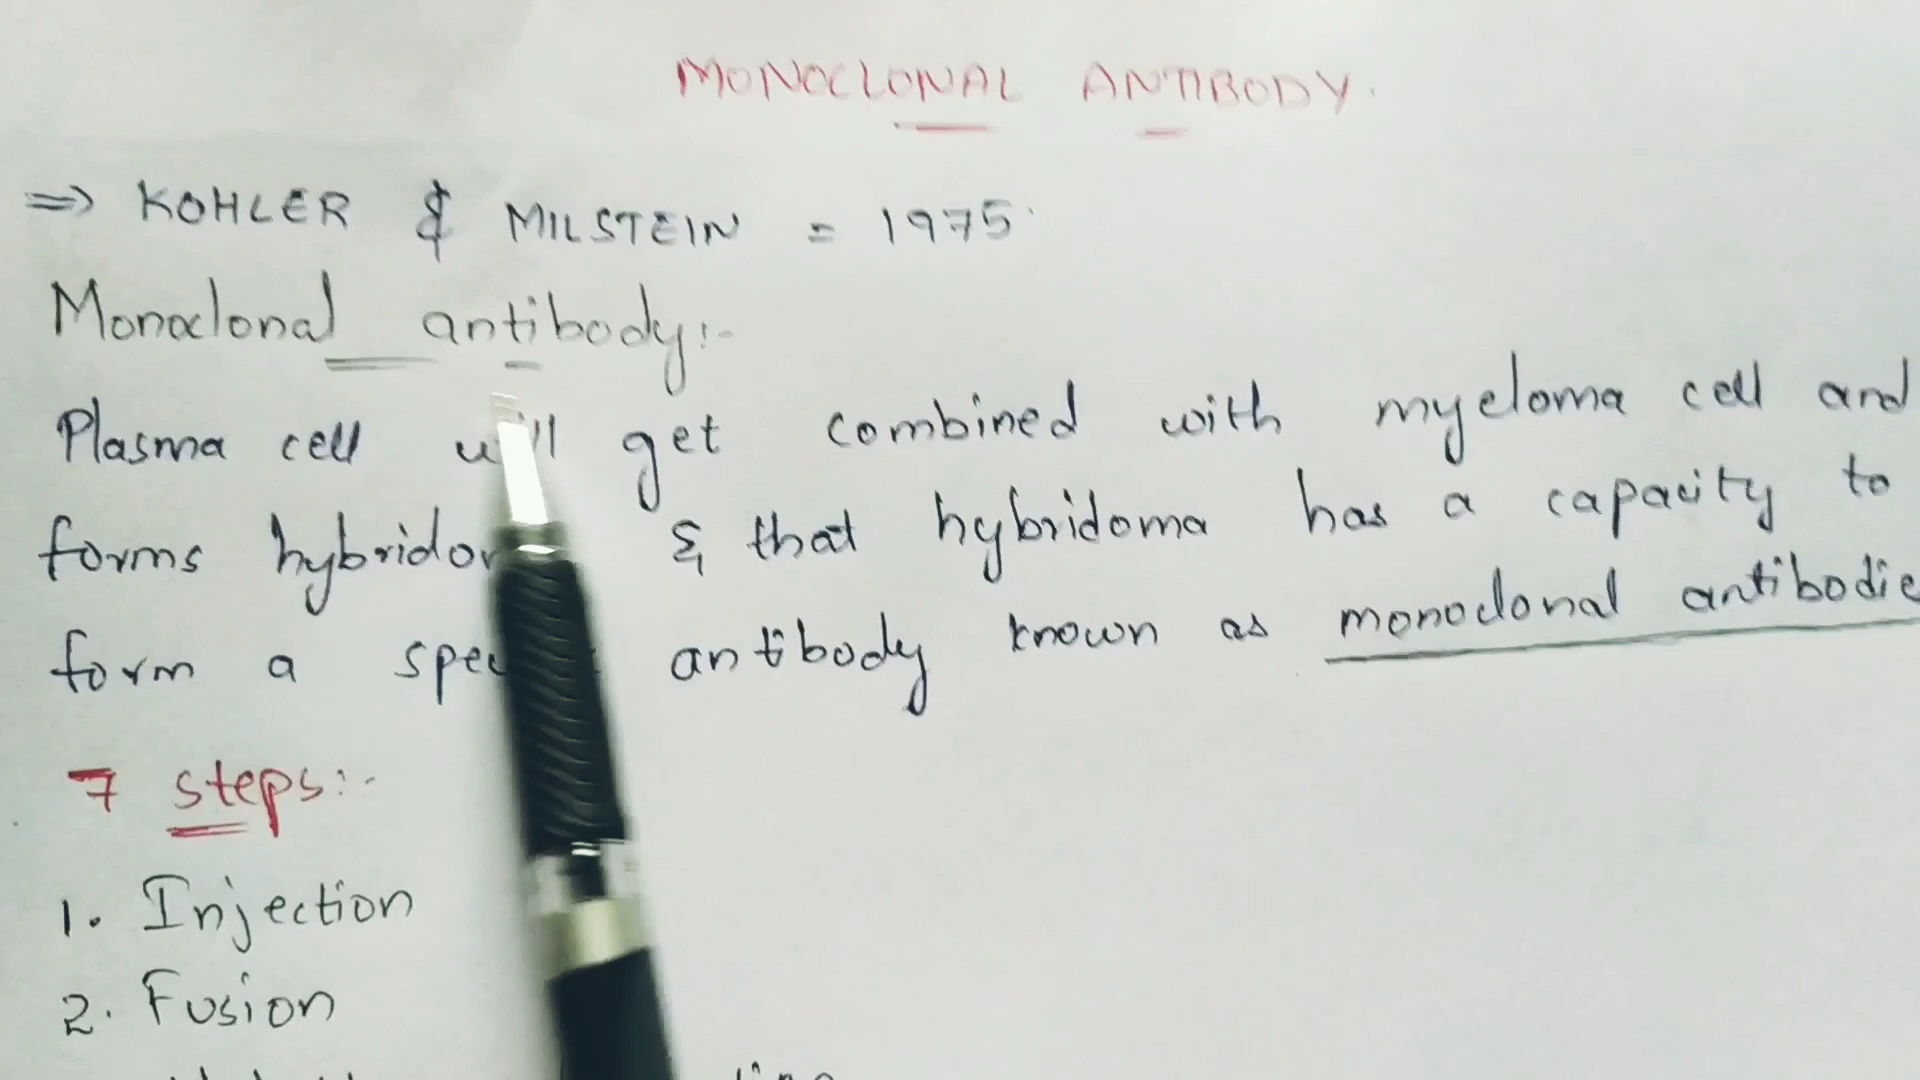 MONOCLONAL ANTIBODY.
=> KOHLER & MILSTEIN = 1975
Monoclonal antibody:-
Plasma cell will get combined with myeloma cell and
forms & that hybridoma has a capacity to
form a antibody known as monoclonal
7 steps:-
1. Injection
2. Fusion